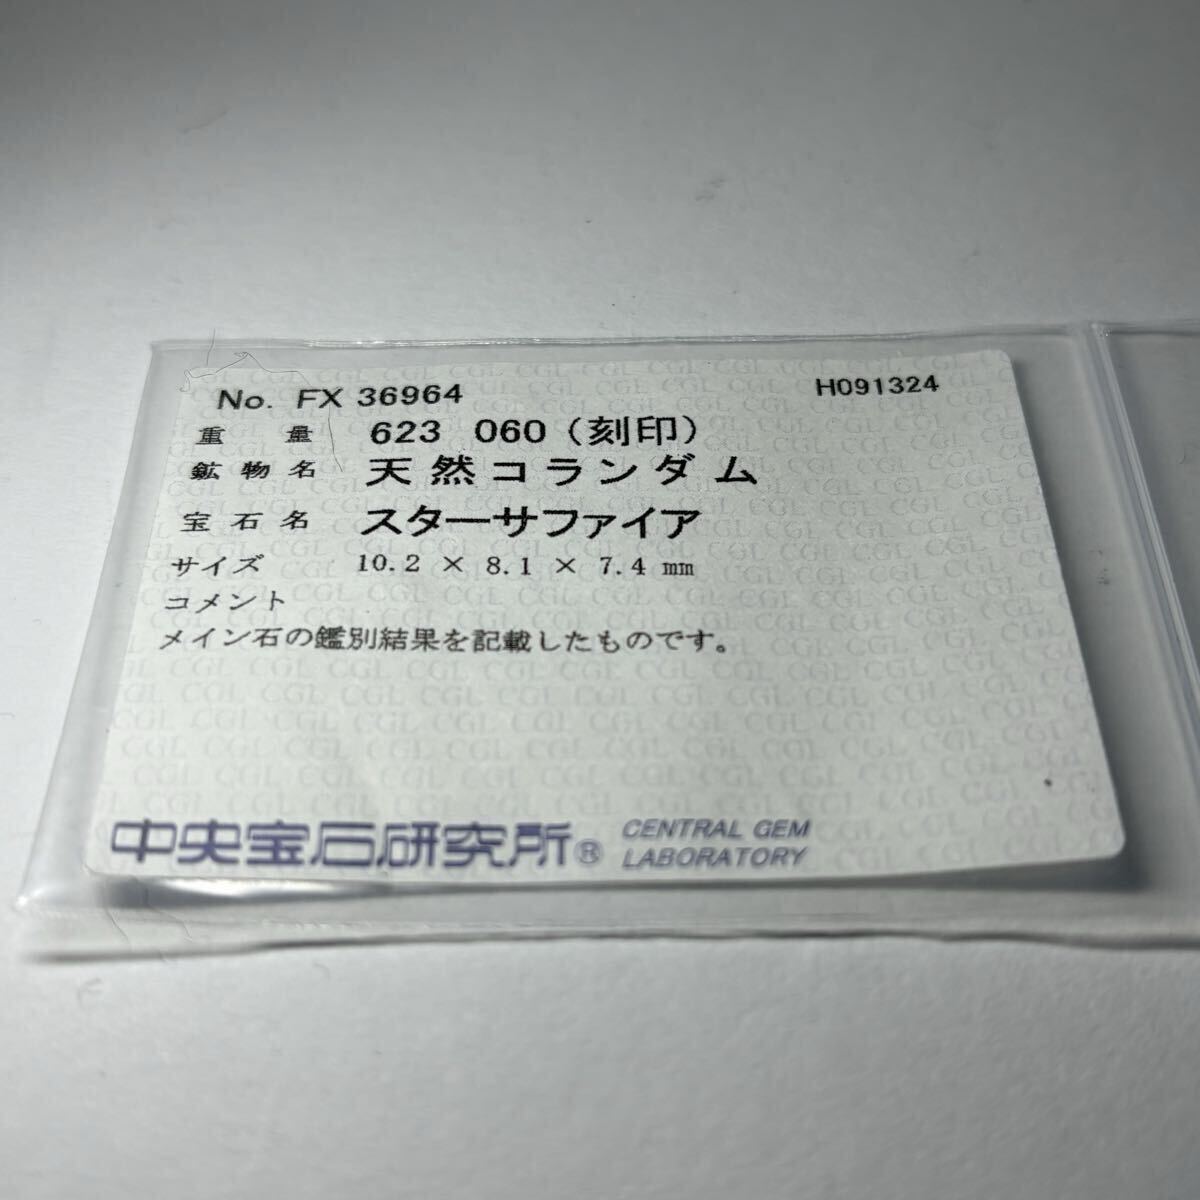 No. FX 36964
H091324
重 量 623 060 (刻印)
鉱物名 天然コランダム
宝石名 スターサファイア
サイズ 10.2 × 8.1 × 7.4 mm
コメント
メイン石の鑑別結果を記載したものです。
中央宝石研究所® CENTRAL GEM
LABORATORY